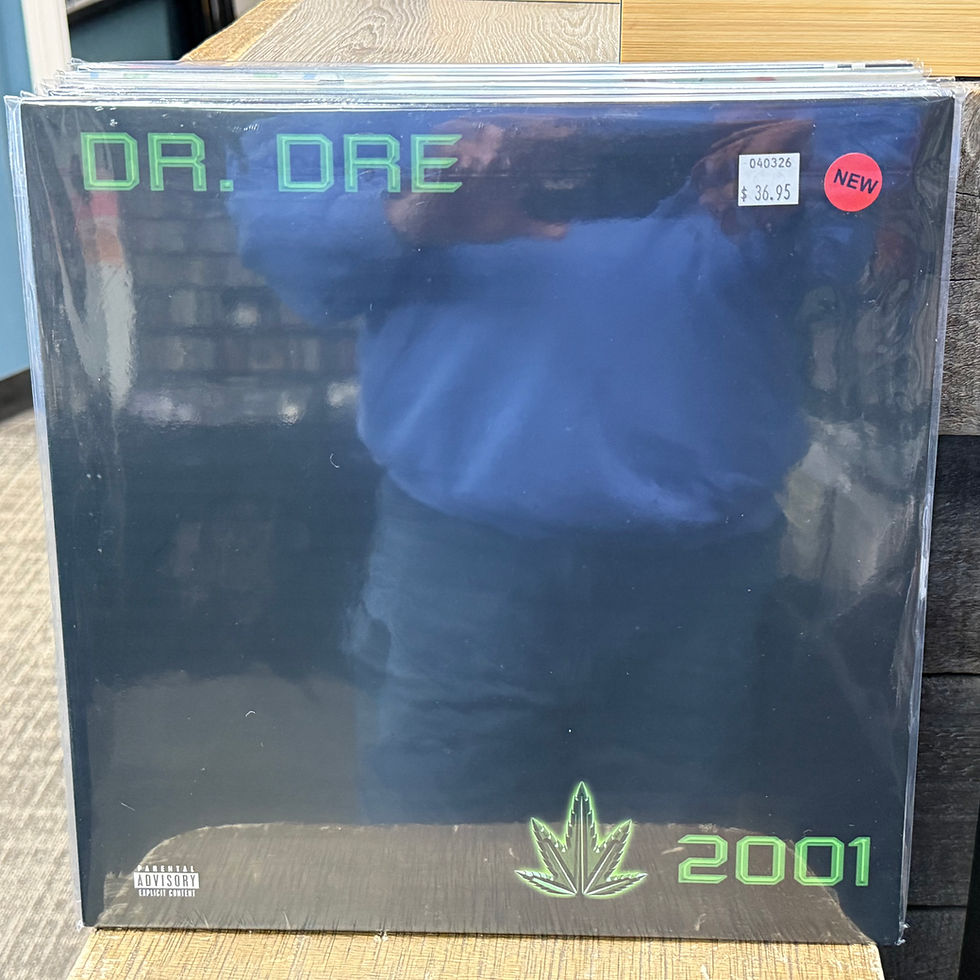 DR. DRE
040326
$ 36.95
NEW
2001
PARENTAL
ADVISORY
EXPLICIT CONTENT